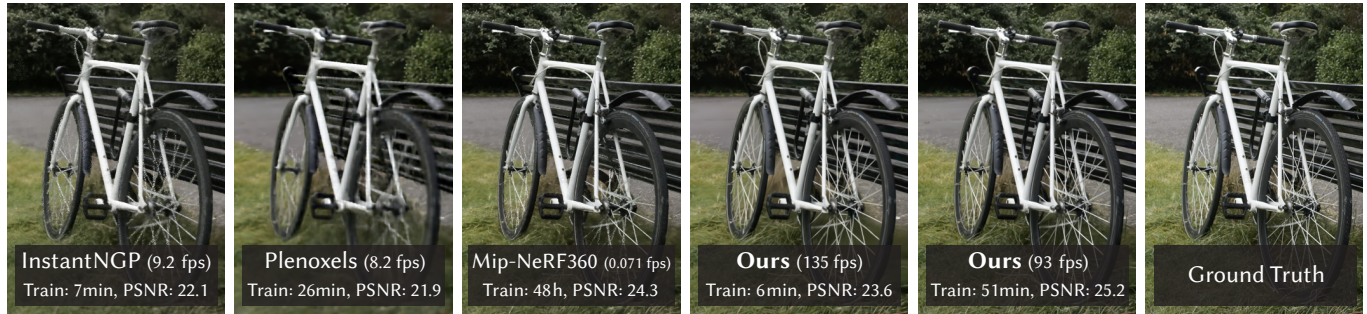 InstantNGP (9.2 fps)
Train: 7min, PSNR: 22.1
Plenoxels (8.2 fps)
Train: 26min, PSNR: 21.9
Mip-NeRF360 (0.071 fps)
Train: 48h, PSNR: 24.3
Ours (135 fps)
Train: 6min, PSNR: 23.6
Ours (93 fps)
Train: 51min, PSNR: 25.2
Ground Truth